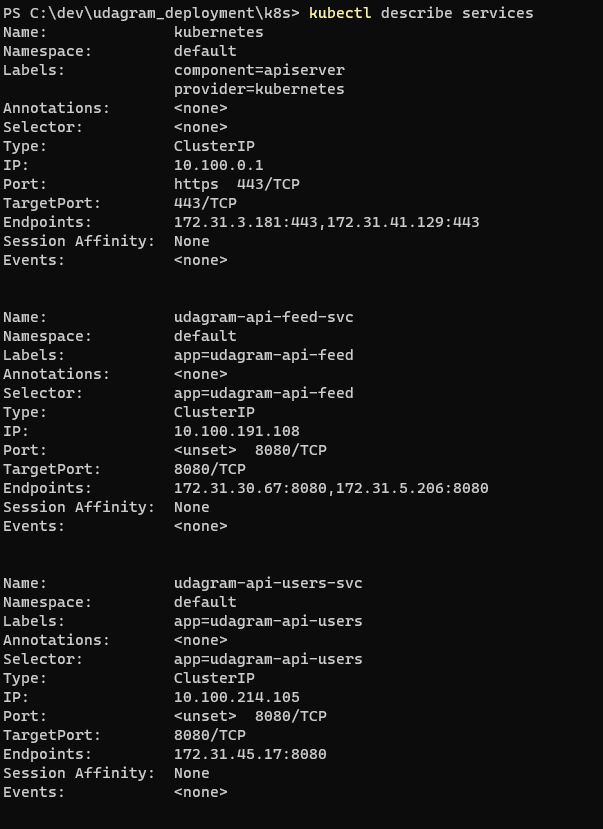 PS C:\dev\udagram_deployment\k8s> kubectl describe services
Name:              kubernetes
Namespace:         default
Labels:            component=apiserver
                   provider=kubernetes
Annotations:       <none>
Selector:          <none>
Type:              ClusterIP
IP:                10.100.0.1
Port:              https  443/TCP
TargetPort:        443/TCP
Endpoints:         172.31.3.181:443,172.31.41.129:443
Session Affinity:  None
Events:            <none>

Name:              udagram-api-feed-svc
Namespace:         default
Labels:            app=udagram-api-feed
Annotations:       <none>
Selector:          app=udagram-api-feed
Type:              ClusterIP
IP:                10.100.191.108
Port:              <unset>  8080/TCP
TargetPort:        8080/TCP
Endpoints:         172.31.30.67:8080,172.31.5.206:8080
Session Affinity:  None
Events:            <none>

Name:              udagram-api-users-svc
Namespace:         default
Labels:            app=udagram-api-users
Annotations:       <none>
Selector:          app=udagram-api-users
Type:              ClusterIP
IP:                10.100.214.105
Port:              <unset>  8080/TCP
TargetPort:        8080/TCP
Endpoints:         172.31.45.17:8080
Session Affinity:  None
Events:            <none>